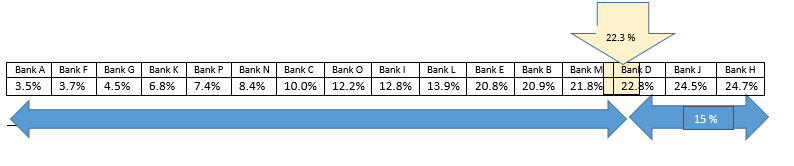 22.3 %
Bank A Bank F Bank G Bank K Bank P Bank N Bank C Bank O Bank I Bank L Bank E Bank B Bank M Bank D Bank J Bank H
3.5% 3.7% 4.5% 6.8% 7.4% 8.4% 10.0% 12.2% 12.8% 13.9% 20.8% 20.9% 21.8% 22.8% 24.5% 24.7%
15 %